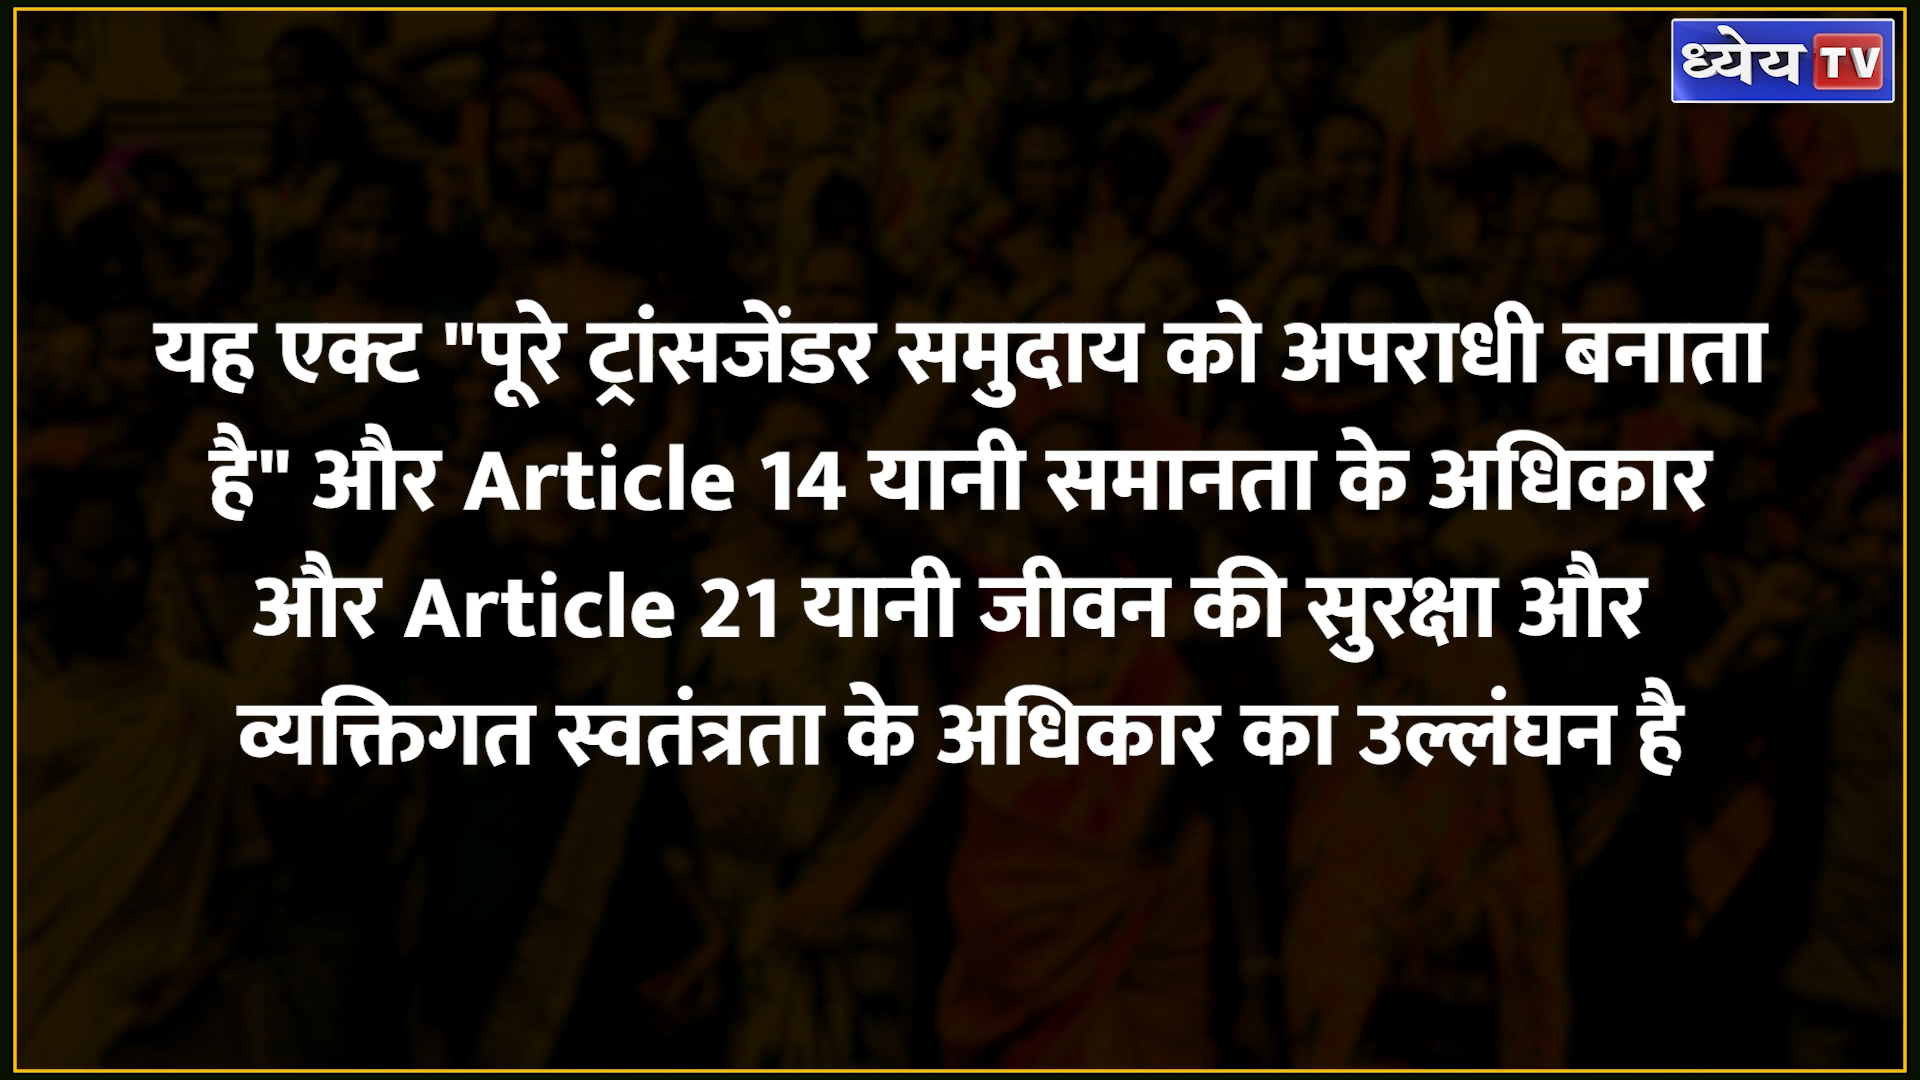 ध्येय TV
यह एक्ट "पूरे ट्रांसजेंडर समुदाय को अपराधी बनाता
है" और Article 14 यानी समानता के अधिकार
और Article 21 यानी जीवन की सुरक्षा और
व्यक्तिगत स्वतंत्रता के अधिकार का उल्लंघन है